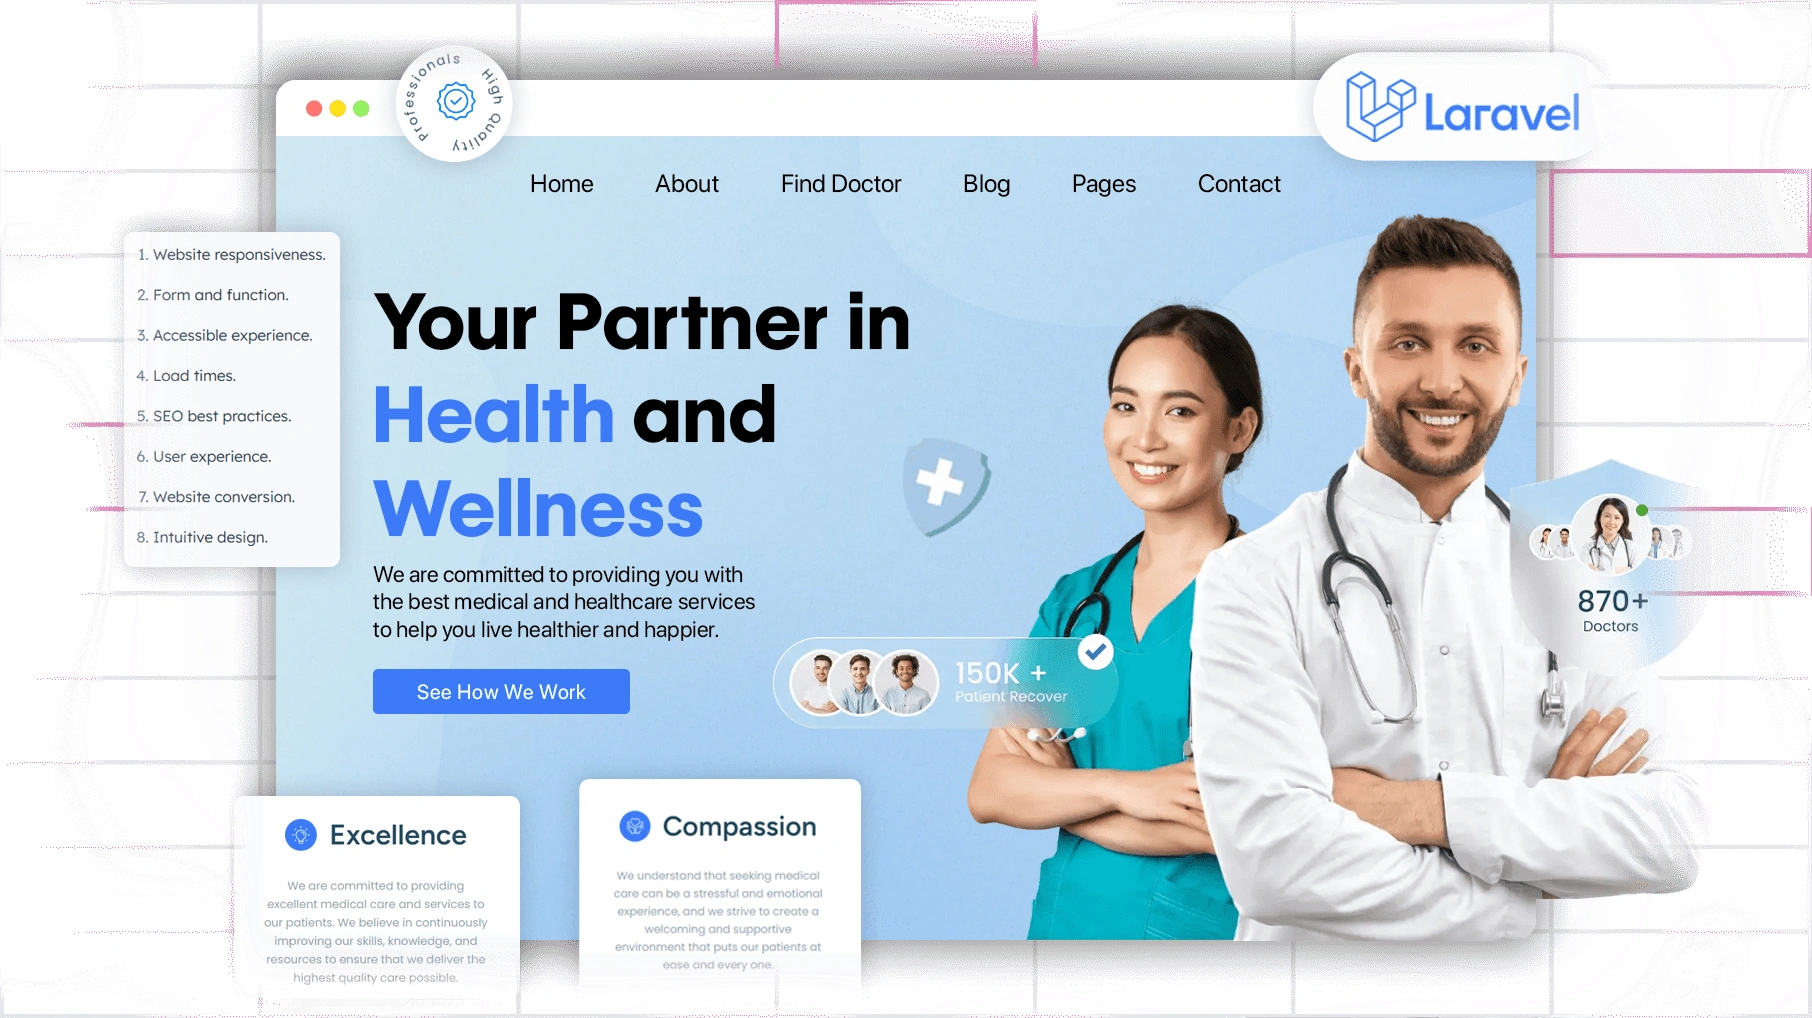 Professionals High Quality
Laravel
Home About Find Doctor Blog Pages Contact
1. Website responsiveness.
2. Form and function.
3. Accessible experience.
4. Load times.
5. SEO best practices.
6. User experience.
7. Website conversion.
8. Intuitive design.
Your Partner in
Health and
Wellness
We are committed to providing you with
the best medical and healthcare services
to help you live healthier and happier.
See How We Work
150K +
Patient Recover
870+
Doctors
Excellence
We are committed to providing
excellent medical care and services to
our patients. We believe in continuously
improving our skills, knowledge, and
resources to ensure that we deliver the
highest quality care possible.
Compassion
We understand that seeking medical
care can be a stressful and emotional
experience, and we strive to create a
welcoming and supportive
environment that puts our patients at
ease and every one.